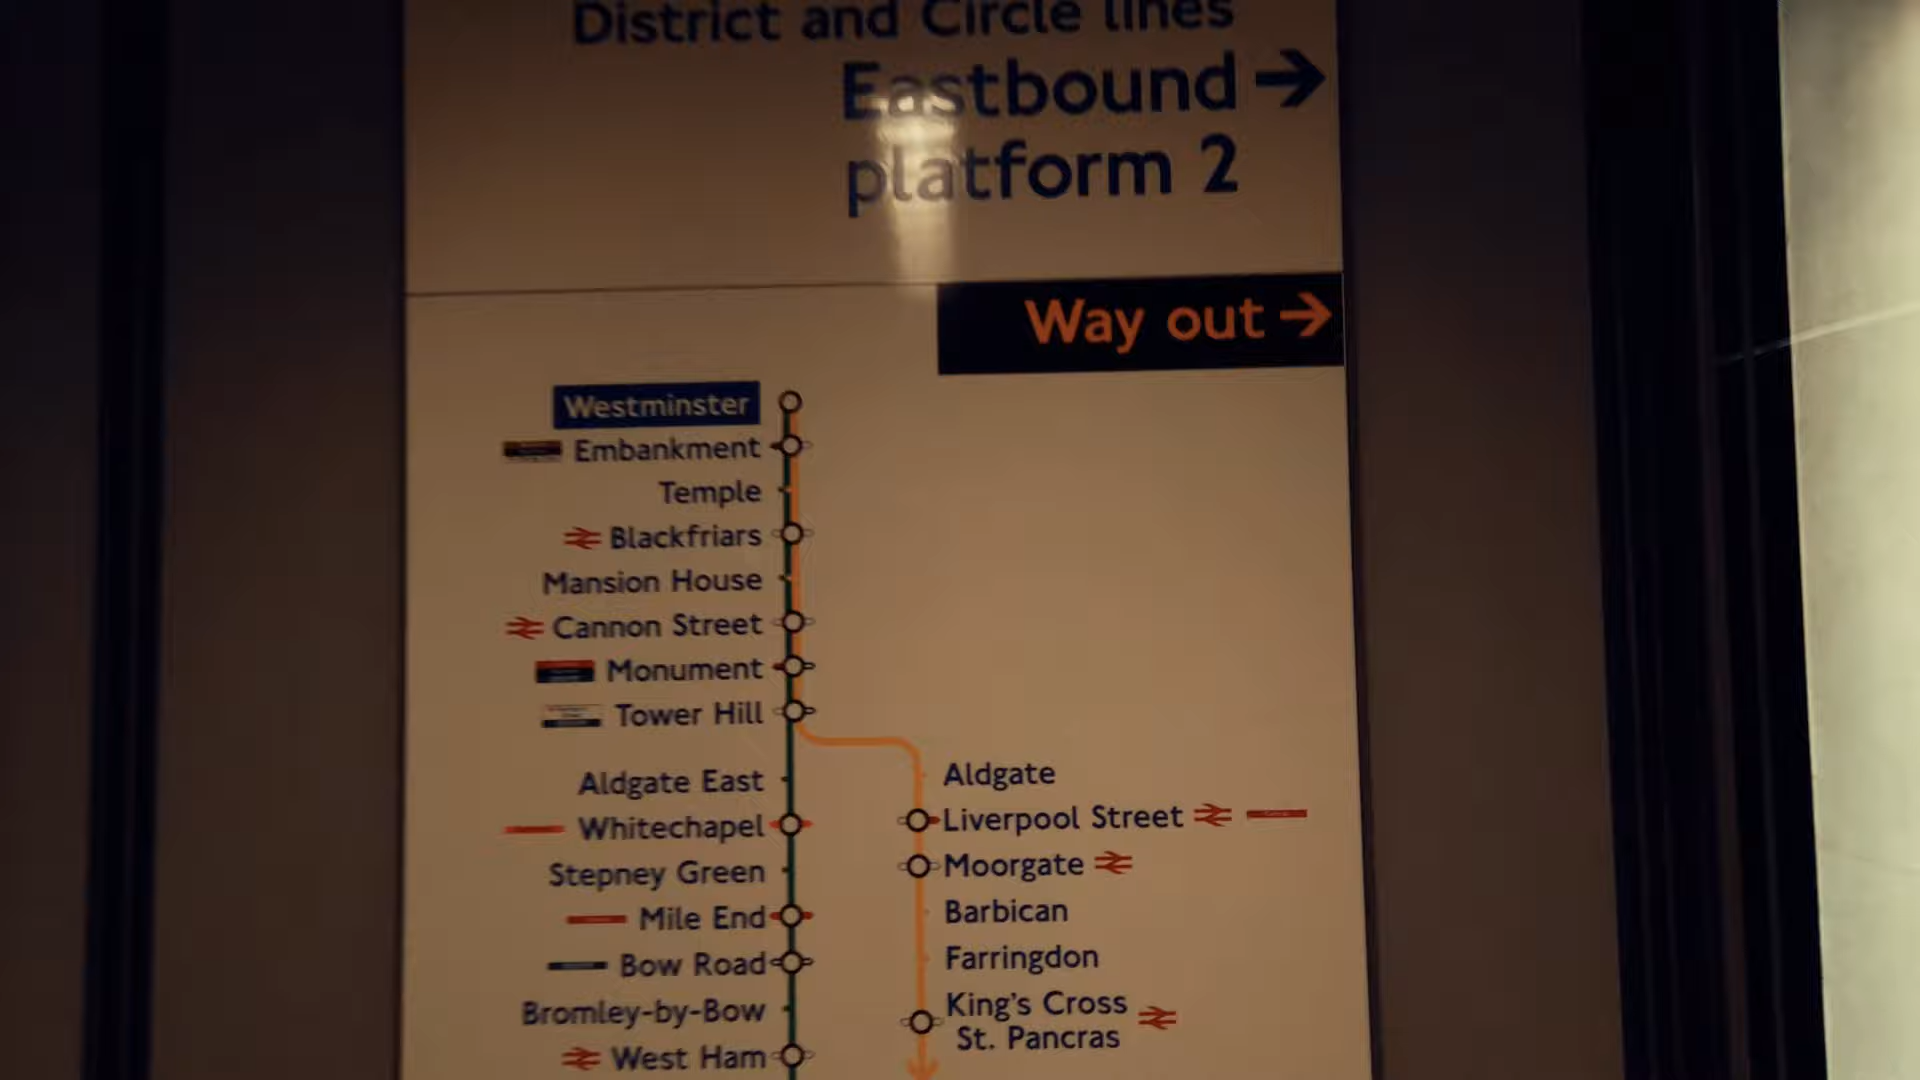 District and Circle lines
Eastbound →
platform 2
Way out →
Westminster
Embankment
Temple
Blackfriars
Mansion House
Cannon Street
Monument
Tower Hill
Aldgate East
Whitechapel
Stepney Green
Mile End
Bow Road
Bromley-by-Bow
West Ham
Aldgate
Liverpool Street
Moorgate
Barbican
Farringdon
King's Cross
St. Pancras